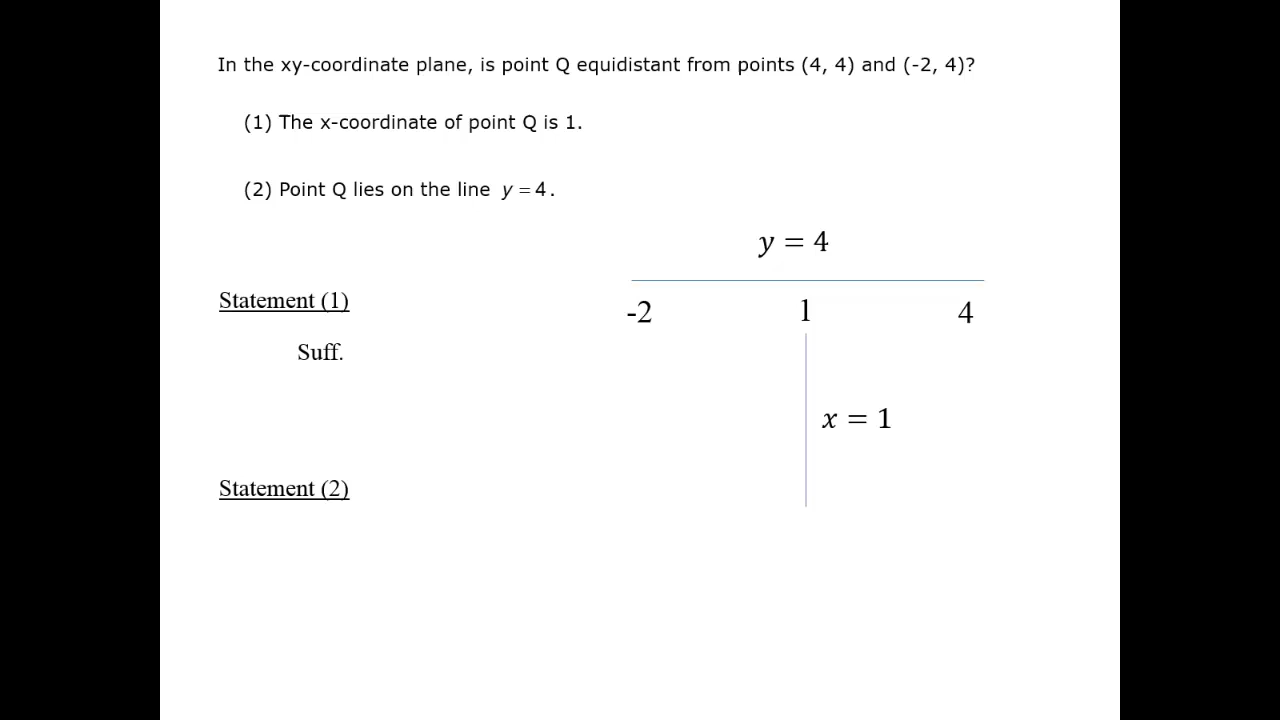 In the xy-coordinate plane, is point Q equidistant from points (4, 4) and (-2, 4)?
(1) The x-coordinate of point Q is 1.
(2) Point Q lies on the line y = 4.
y = 4
Statement (1)
-2 1 4
Suff.
x = 1
Statement (2)